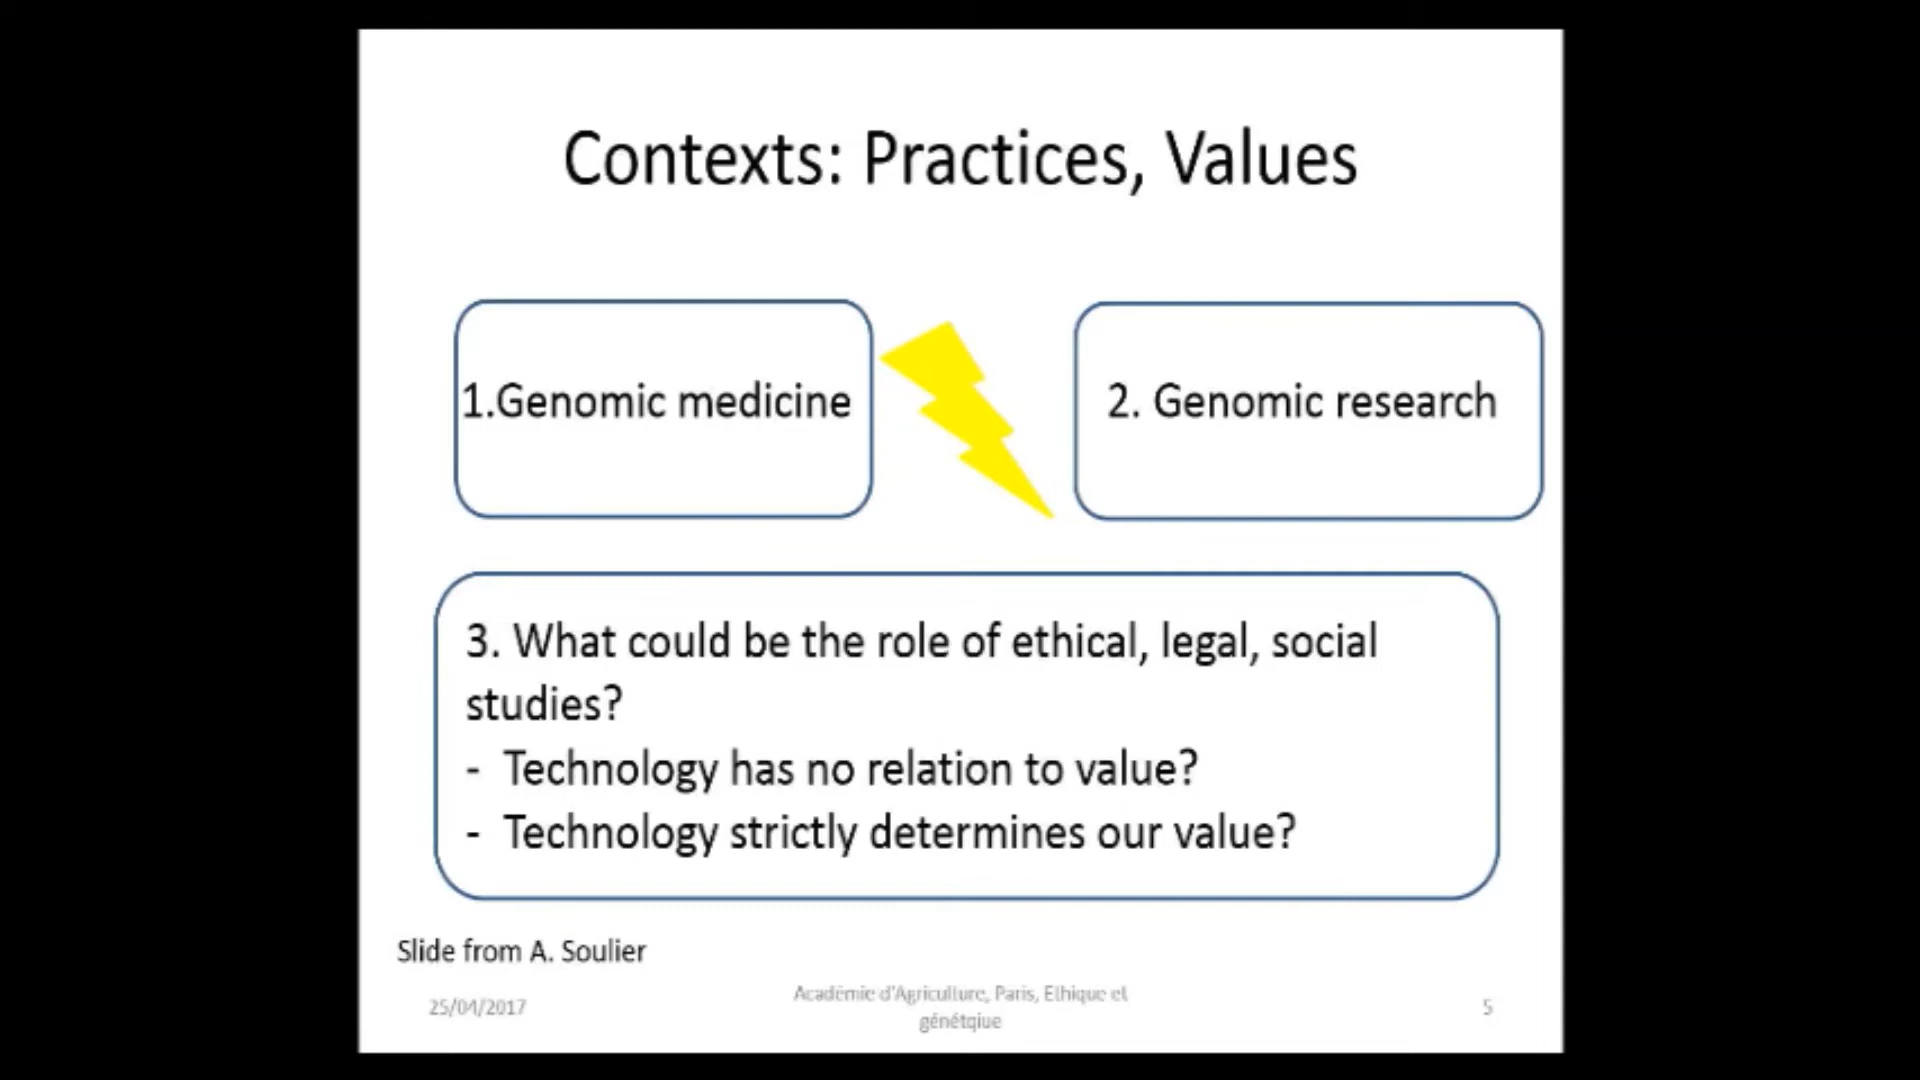 Contexts: Practices, Values
1.Genomic medicine
2. Genomic research
3. What could be the role of ethical, legal, social
studies?
- Technology has no relation to value?
- Technology strictly determines our value?
Slide from A. Soulier
25/04/2017
Académie d'Agriculture, Paris, Ethique et
génétqiue
5